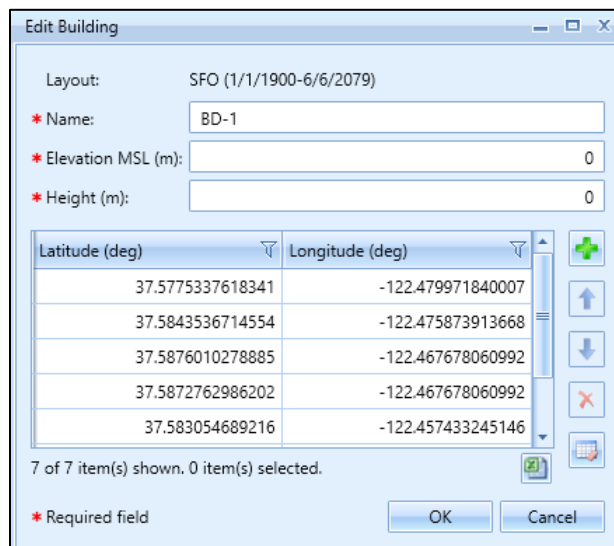 Edit Building
Layout: SFO (1/1/1900-6/6/2079)
* Name: BD-1
* Elevation MSL (m): 0
* Height (m): 0
Latitude (deg) Longitude (deg)
37.5775337618341 -122.479971840007
37.5843536714554 -122.475873913668
37.5876010278885 -122.467678060992
37.5872762986202 -122.467678060992
37.583054689216 -122.457433245146
7 of 7 item(s) shown. 0 item(s) selected.
* Required field OK Cancel